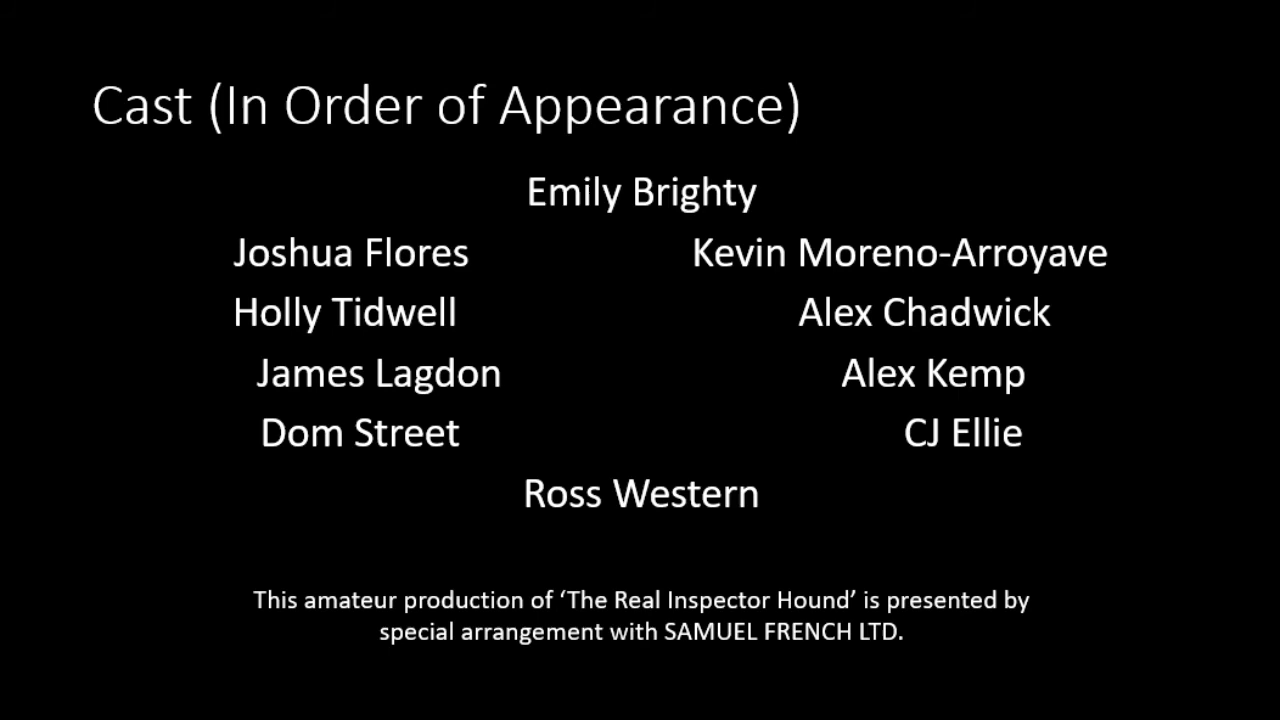 Cast (In Order of Appearance)
Emily Brighty
Joshua Flores Kevin Moreno-Arroyave
Holly Tidwell Alex Chadwick
James Lagdon Alex Kemp
Dom Street CJ Ellie
Ross Western
This amateur production of ‘The Real Inspector Hound’ is presented by
special arrangement with SAMUEL FRENCH LTD.